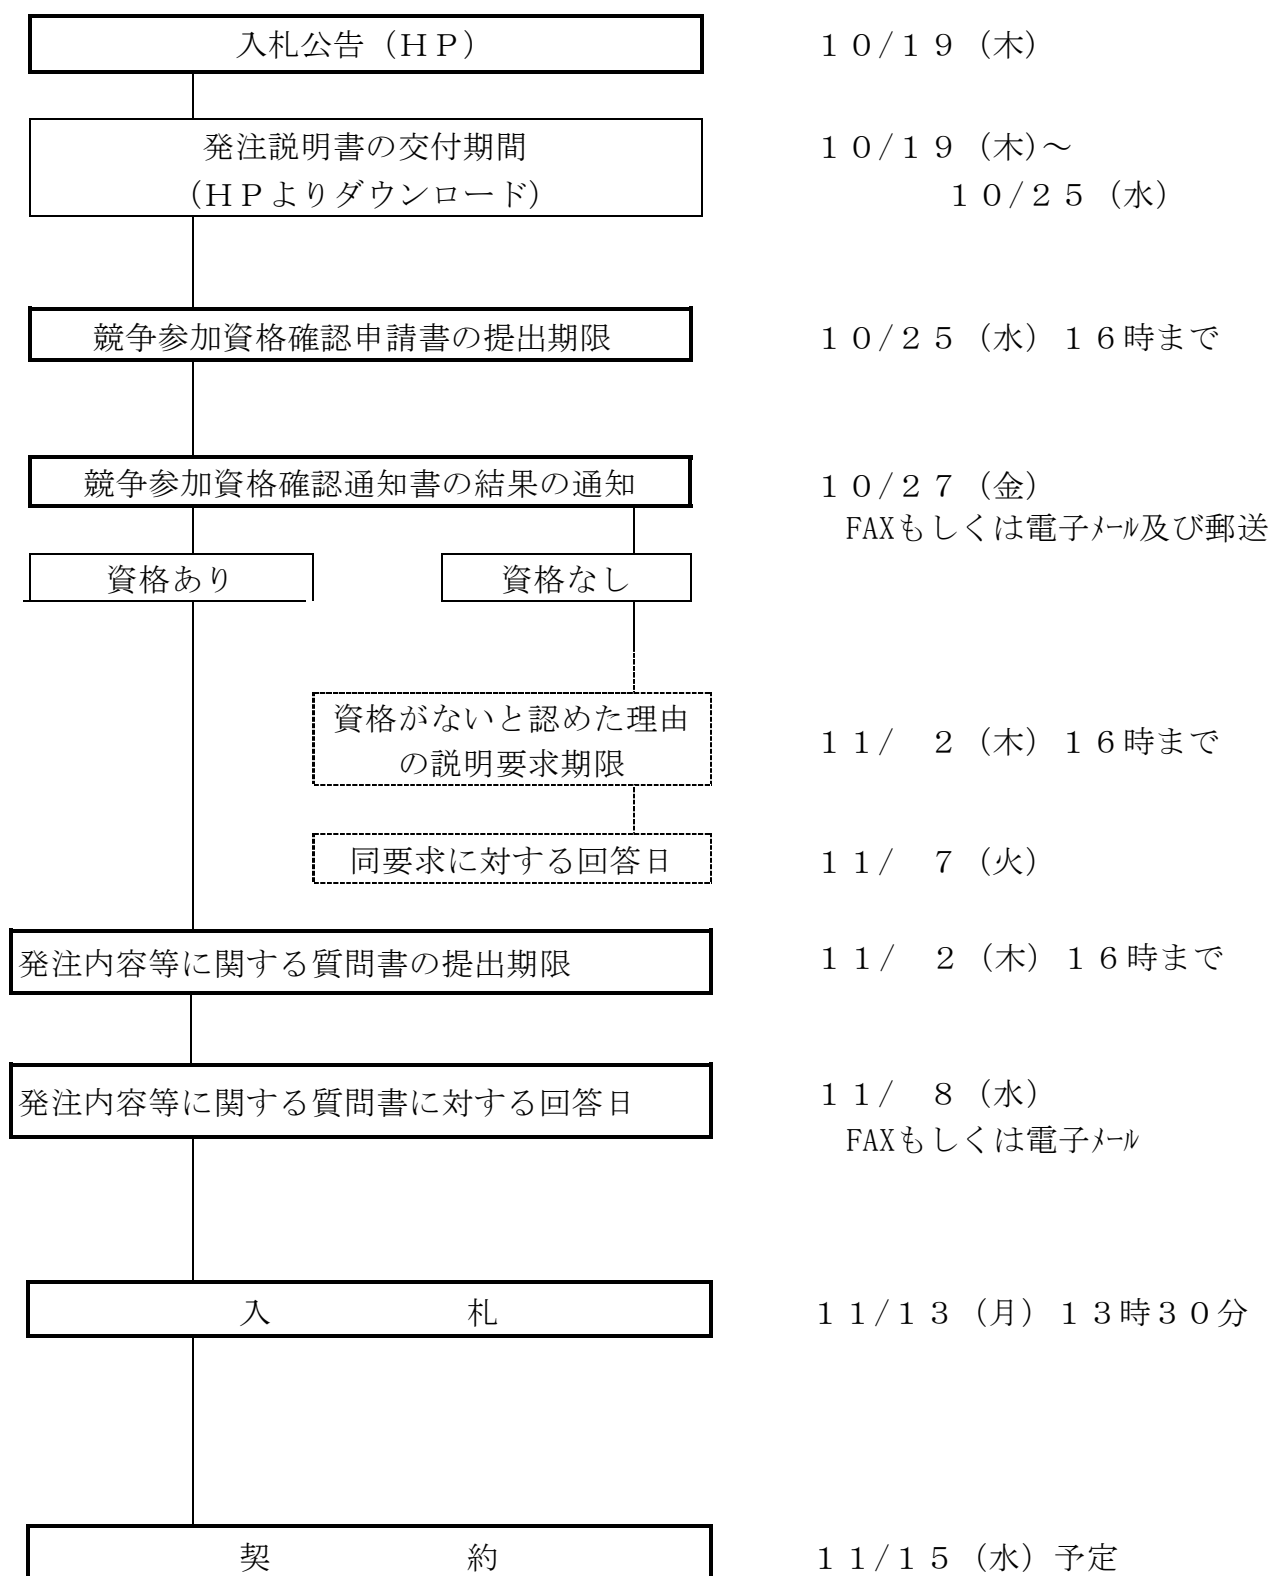 入札公告（ＨＰ）　１０/１９（木）
発注説明書の交付期間　１０/１９（木）～
（ＨＰよりダウンロード）　１０/２５（水）
競争参加資格確認申請書の提出期限　１０/２５（水）１６時まで
競争参加資格確認通知書の結果の通知　１０/２７（金）
FAXもしくは電子ﾒｰﾙ及び郵送
資格あり　資格なし
資格がないと認めた理由
の説明要求期限　１１/　２（木）１６時まで
同要求に対する回答日　１１/　７（火）
発注内容等に関する質問書の提出期限　１１/　２（木）１６時まで
発注内容等に関する質問書に対する回答日　１１/　８（水）
FAXもしくは電子ﾒｰﾙ
入　　　　　　札　１１/１３（月）１３時３０分
契　　　　　　約　１１/１５（水）予定